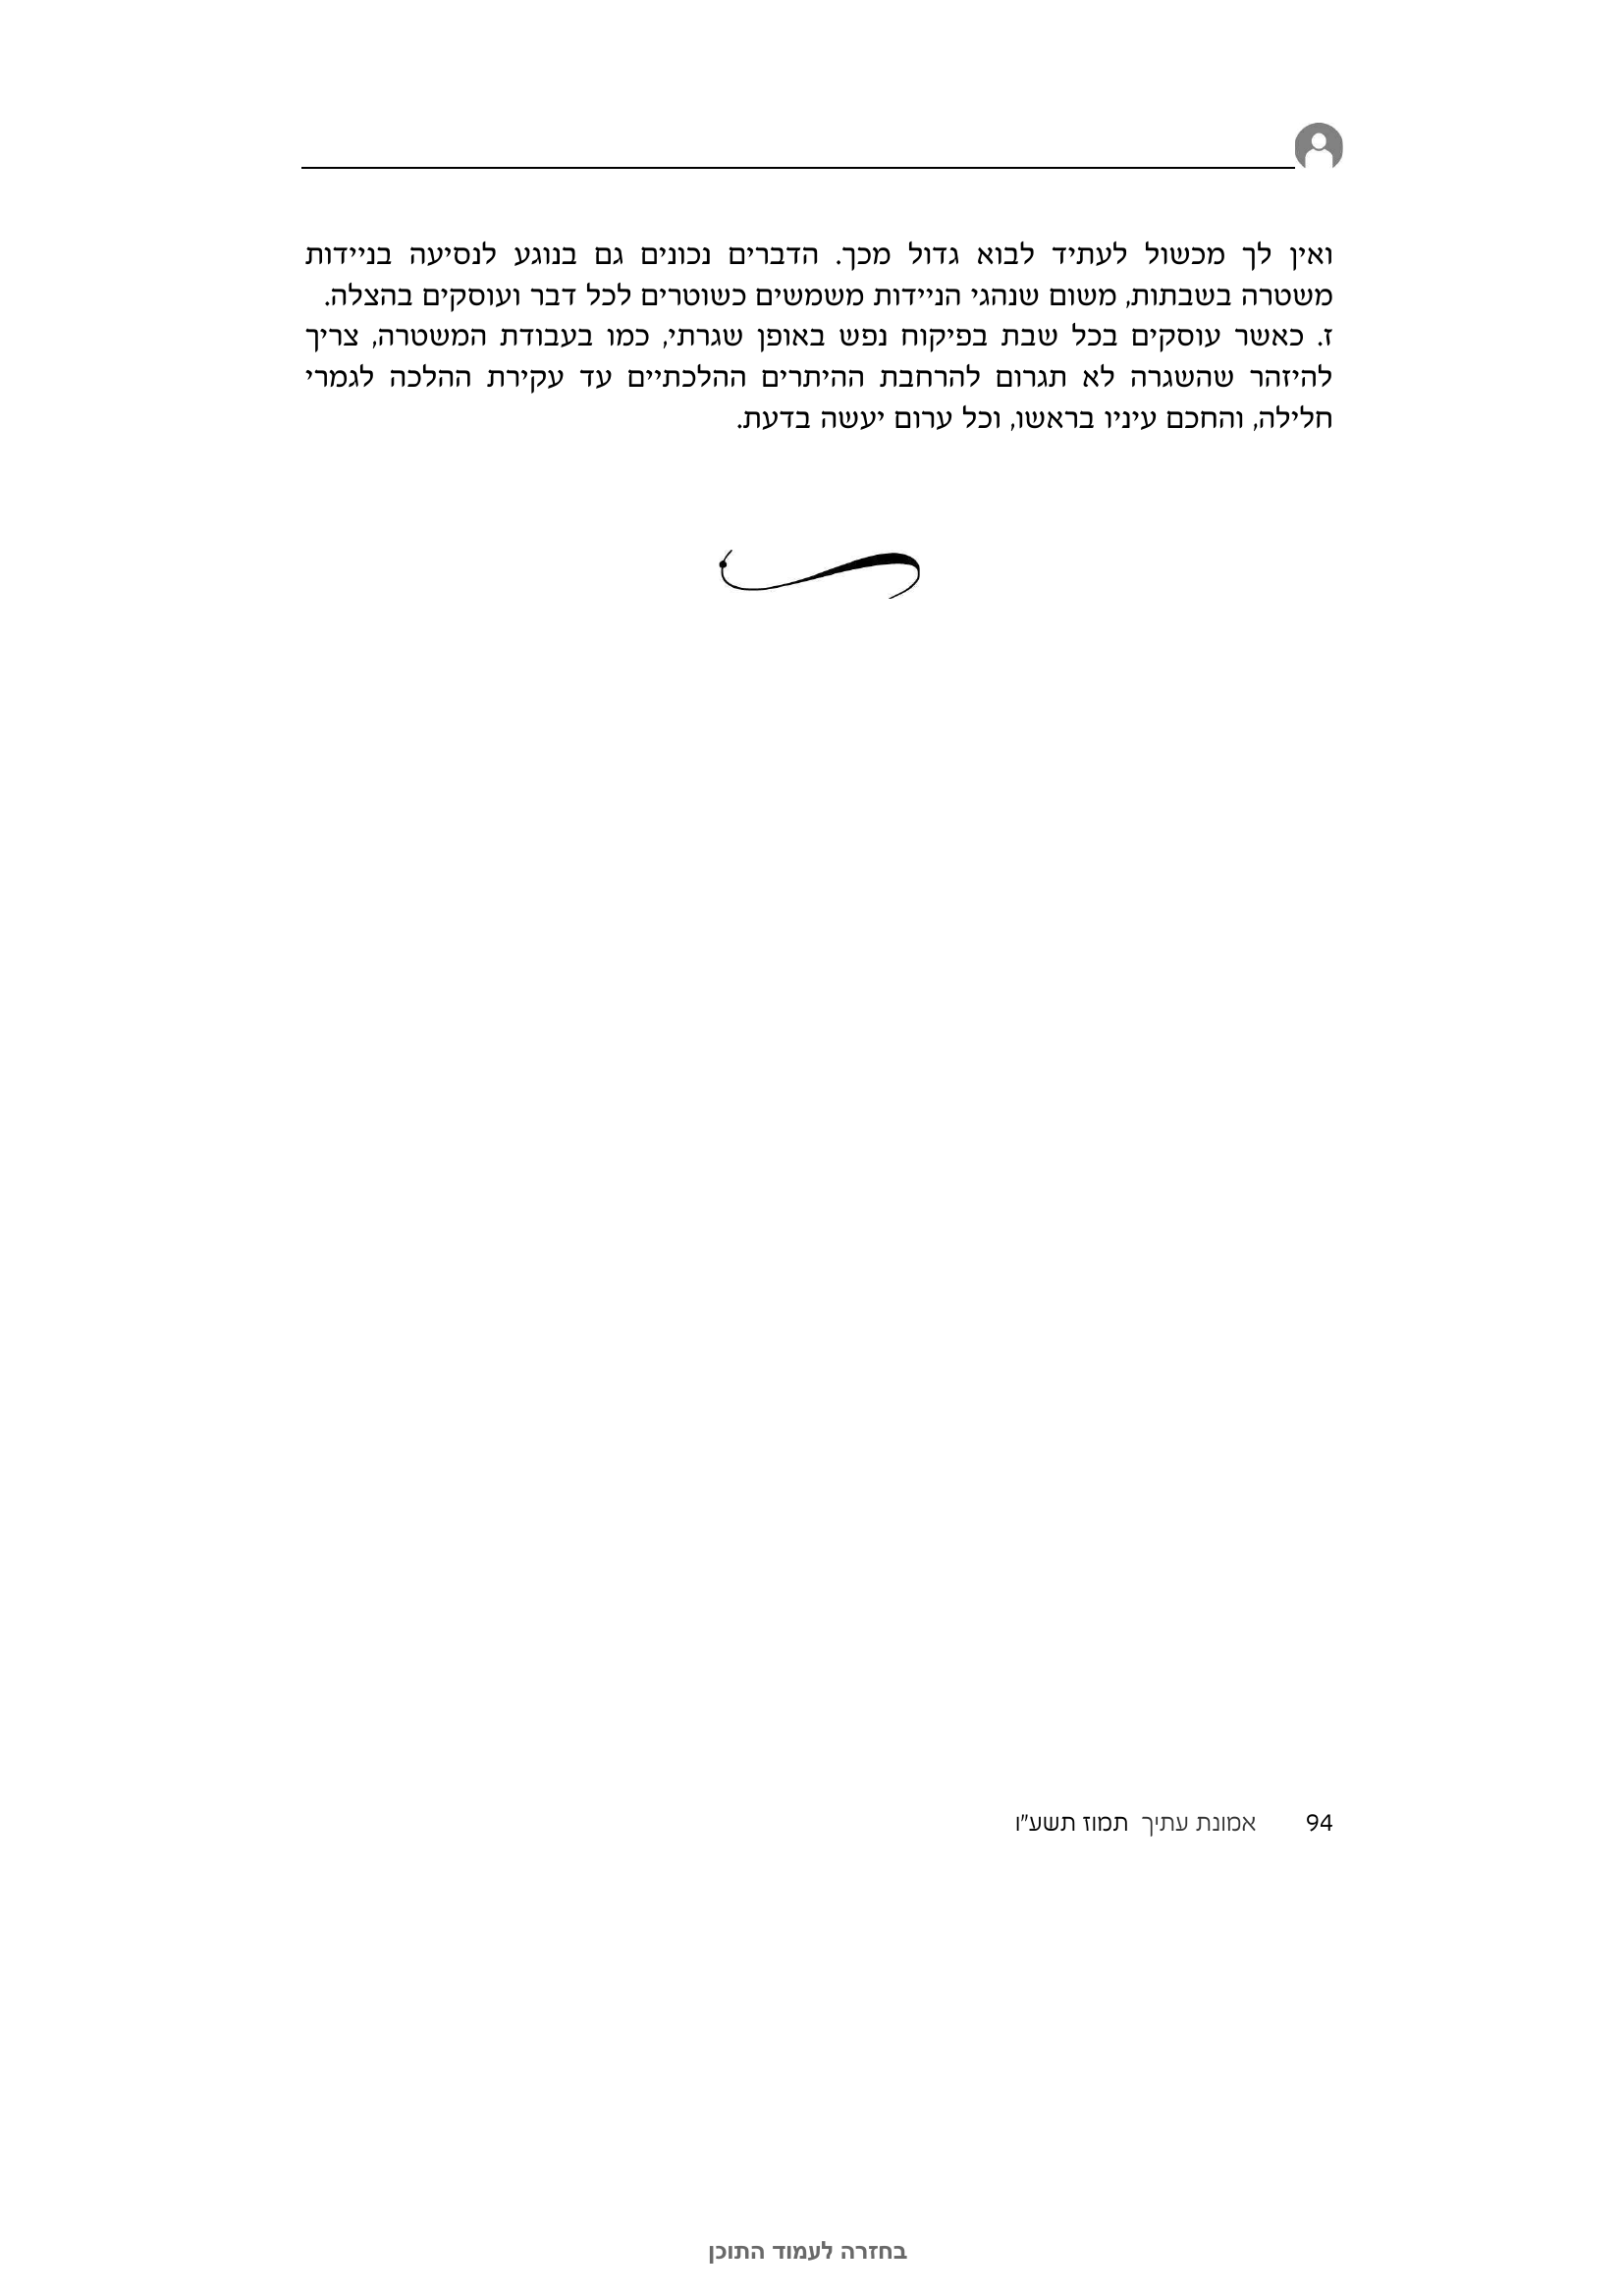 ואין לך מכשול לעתיד לבוא גדול מכך. הדברים נכונים גם בנוגע לנסיעה בניידות
משטרה בשבתות, משום שנהגי הניידות משמשים כשוטרים לכל דבר ועוסקים בהצלה.
ז. כאשר עוסקים בכל שבת בפיקוח נפש באופן שגרתי, כמו בעבודת המשטרה, צריך
להיזהר שהשגרה לא תגרום להרחבת ההיתרים ההלכתיים עד עקירת ההלכה לגמרי
חלילה, והחכם עיניו בראשו, וכל ערום יעשה בדעת.
94 אמונת עתיך תמוז תשע"ו
בחזרה לעמוד התוכן